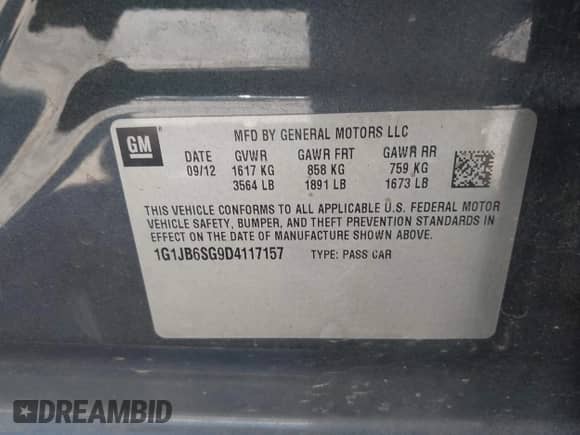 GM
MFD BY GENERAL MOTORS LLC
DATE GVWR GAWR FRT GAWR RR
09/12 1617 KG 858 KG 759 KG
3564 LB 1891 LB 1673 LB
THIS VEHICLE CONFORMS TO ALL APPLICABLE U.S. FEDERAL MOTOR
VEHICLE SAFETY, BUMPER, AND THEFT PREVENTION STANDARDS IN
EFFECT ON THE DATE OF MANUFACTURE SHOWN ABOVE.
1G1JB6SG9D4117157 TYPE: PASS CAR
DREAMBID